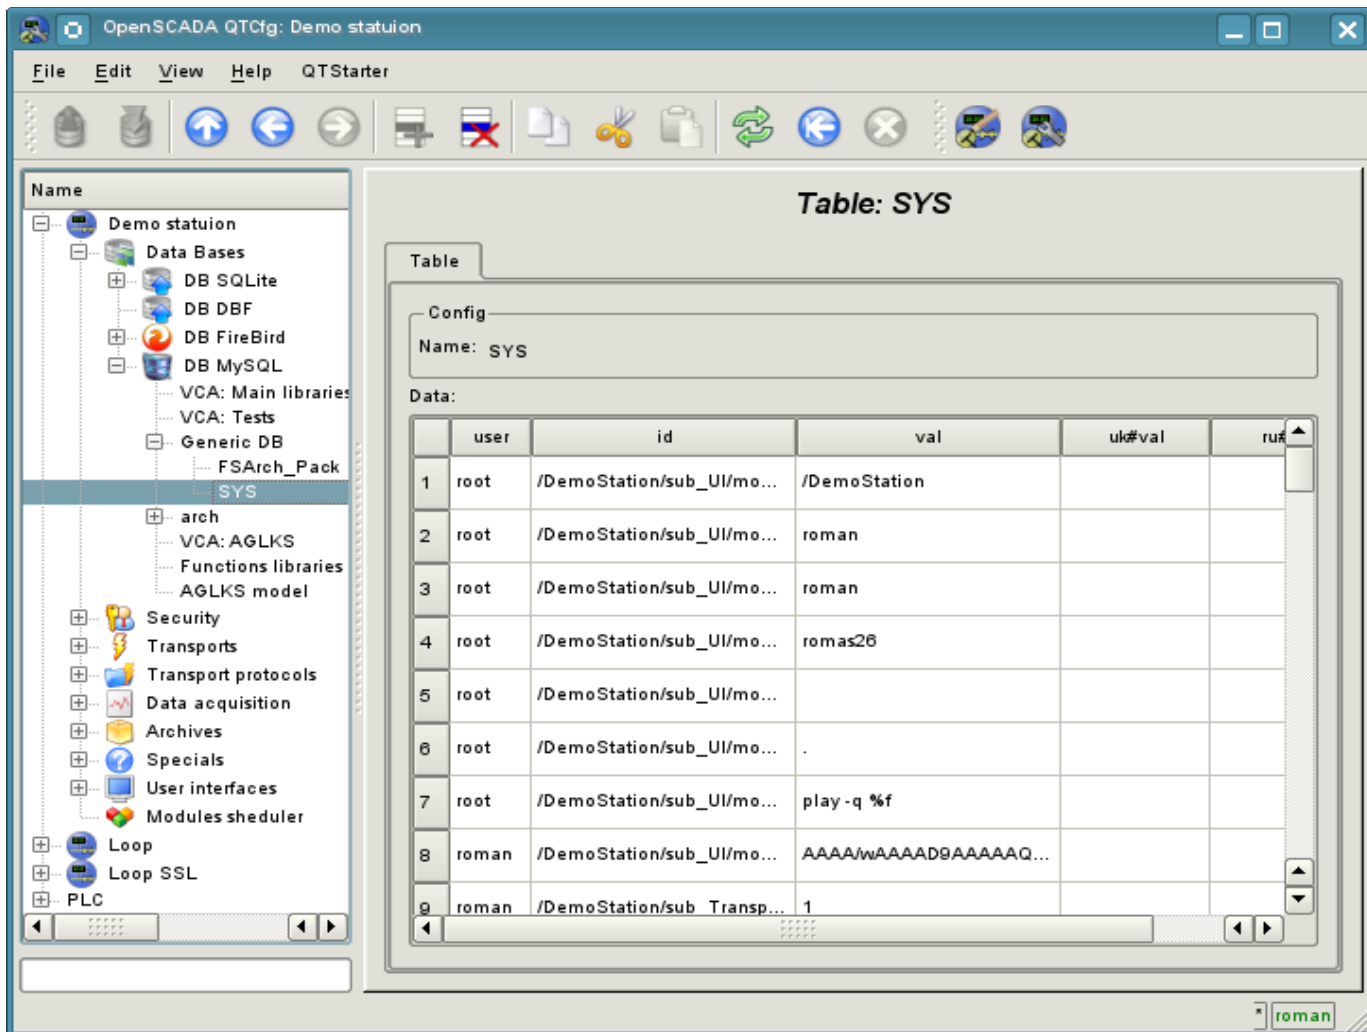 OpenSCADA QTCfg: Demo statuion
File Edit View Help QTStarter
Name
Demo statuion
Data Bases
DB SQLite
DB DBF
DB FireBird
DB MySQL
VCA: Main libraries
VCA: Tests
Generic DB
FSArch_Pack
SYS
arch
VCA: AGLKS
Functions libraries
AGLKS model
Security
Transports
Transport protocols
Data acquisition
Archives
Specials
User interfaces
Modules sheduler
Loop
Loop SSL
PLC
Table: SYS
Table
Config
Name: SYS
Data:
user id val uk#val ru#
1 root /DemoStation/sub_UI/mo... /DemoStation
2 root /DemoStation/sub_UI/mo... roman
3 root /DemoStation/sub_UI/mo... roman
4 root /DemoStation/sub_UI/mo... romas26
5 root /DemoStation/sub_UI/mo...
6 root /DemoStation/sub_UI/mo... .
7 root /DemoStation/sub_UI/mo... play -q %f
8 roman /DemoStation/sub_UI/mo... AAAA/wAAAAD9AAAAAQ...
9 roman /DemoStation/sub_Transp... 1
* roman